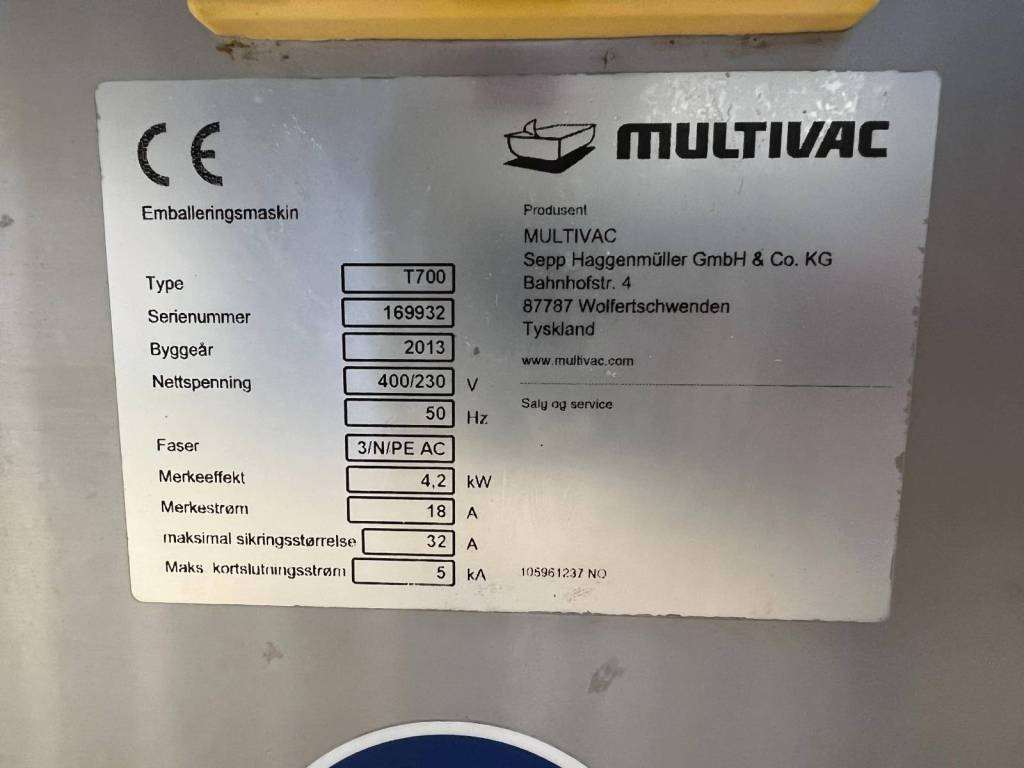 CE
MULTIVAC
Emballeringsmaskin
Type T700
Serienummer 169932
Byggeår 2013
Nettspenning 400/230 V
50 Hz
Faser 3/N/PE AC
Merkeeffekt 4,2 kW
Merkestrøm 18 A
maksimal sikringsstørrelse 32 A
Maks. kortslutningsstrøm 5 kA
Produsent
MULTIVAC
Sepp Haggenmüller GmbH & Co. KG
Bahnhofstr. 4
87787 Wolfertschwenden
Tyskland
www.multivac.com
Salg og service
105961237 NO